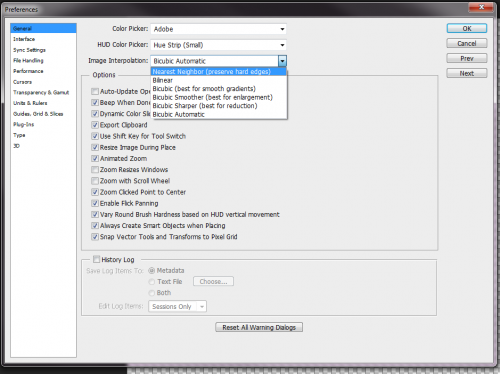 Preferences
General
Interface
Sync Settings
File Handling
Performance
Cursors
Transparency & Gamut
Units & Rulers
Guides, Grid & Slices
Plug-Ins
Type
3D
Color Picker: Adobe
HUD Color Picker: Hue Strip (Small)
Image Interpolation: Bicubic Automatic
Nearest Neighbor (preserve hard edges)
Bilinear
Bicubic (best for smooth gradients)
Bicubic Smoother (best for enlargement)
Bicubic Sharper (best for reduction)
Bicubic Automatic
Options
Auto-Update Ope
Beep When Done
Dynamic Color Slid
Export Clipboard
Use Shift Key for Tool Switch
Resize Image During Place
Animated Zoom
Zoom Resizes Windows
Zoom with Scroll Wheel
Zoom Clicked Point to Center
Enable Flick Panning
Vary Round Brush Hardness based on HUD vertical movement
Always Create Smart Objects when Placing
Snap Vector Tools and Transforms to Pixel Grid
History Log
Save Log Items To: Metadata
Text File Choose...
Both
Edit Log Items: Sessions Only
Reset All Warning Dialogs
OK
Cancel
Prev
Next